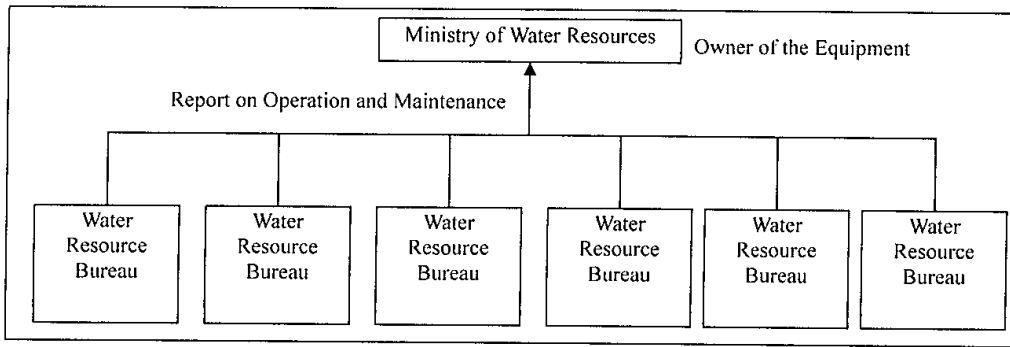 Ministry of Water Resources
Owner of the Equipment
Report on Operation and Maintenance
Water
Resource
Bureau
Water
Resource
Bureau
Water
Resource
Bureau
Water
Resource
Bureau
Water
Resource
Bureau
Water
Resource
Bureau